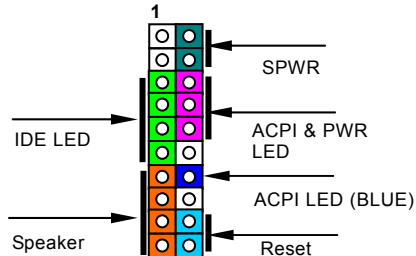 1
SPWR
IDE LED
ACPI & PWR
LED
ACPI LED (BLUE)
Speaker
Reset